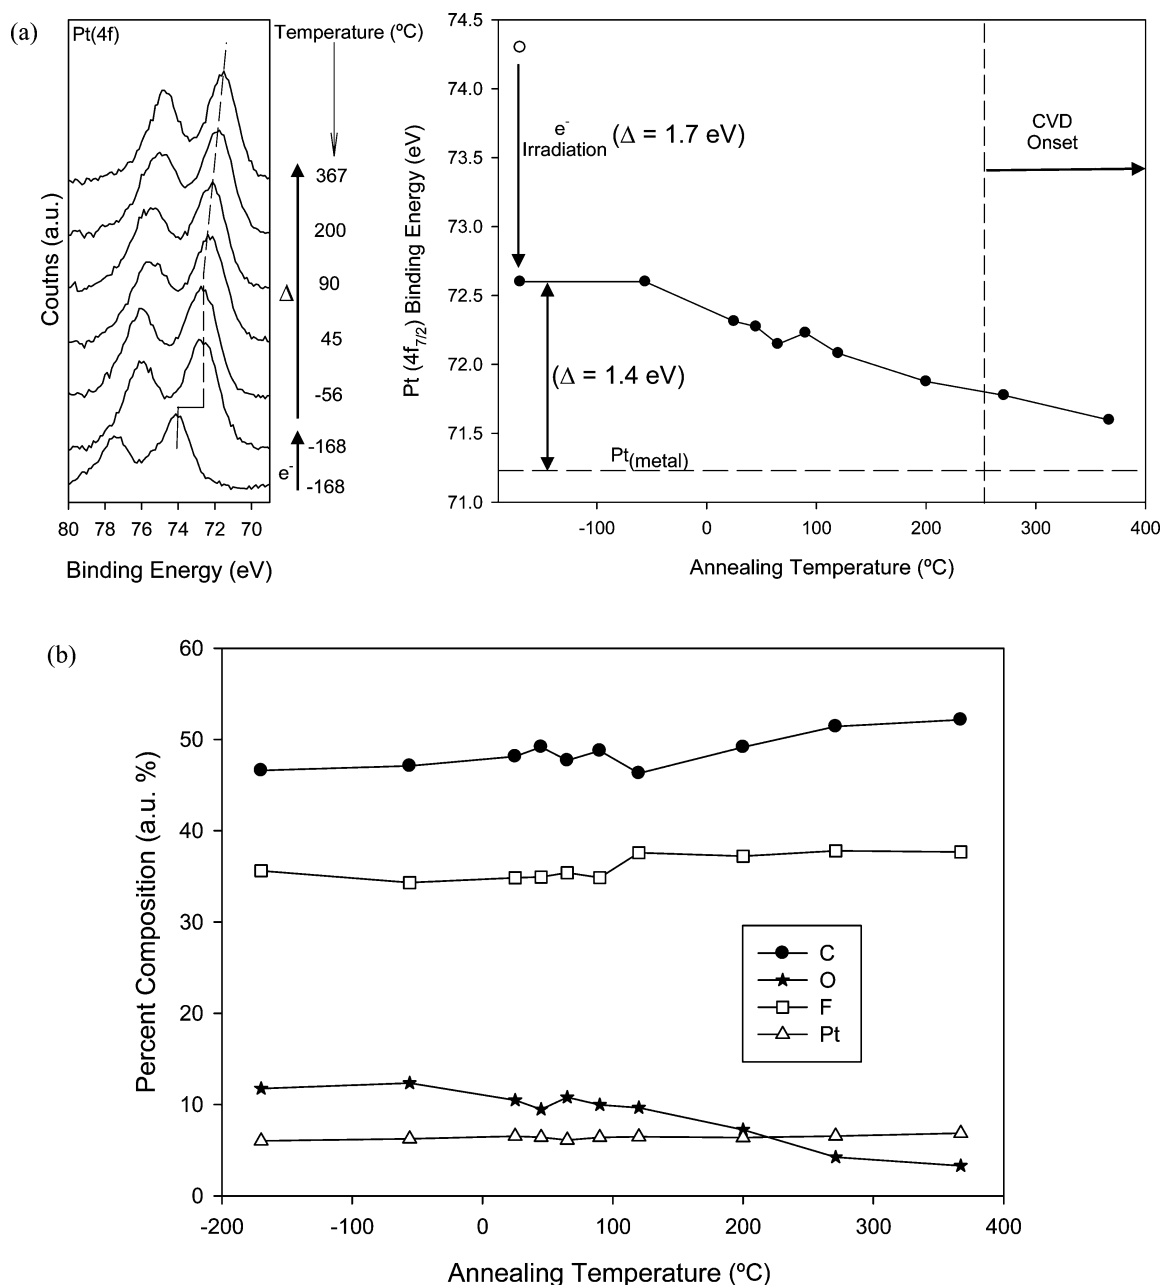 (a)
Pt(4f)
Temperature (ºC)
367
200
90
45
-56
-168
-168
Δ
e-
Coutns (a.u.)
80 78 76 74 72 70
Binding Energy (eV)
74.5
74.0
73.5
73.0
72.5
72.0
71.5
71.0
Pt (4f7/2) Binding Energy (eV)
e-
Irradiation
(Δ = 1.7 eV)
CVD
Onset
(Δ = 1.4 eV)
Pt(metal)
-100 0 100 200 300 400
Annealing Temperature (ºC)
(b)
60
50
40
30
20
10
0
Percent Composition (a.u. %)
C
O
F
Pt
-200 -100 0 100 200 300 400
Annealing Temperature (ºC)